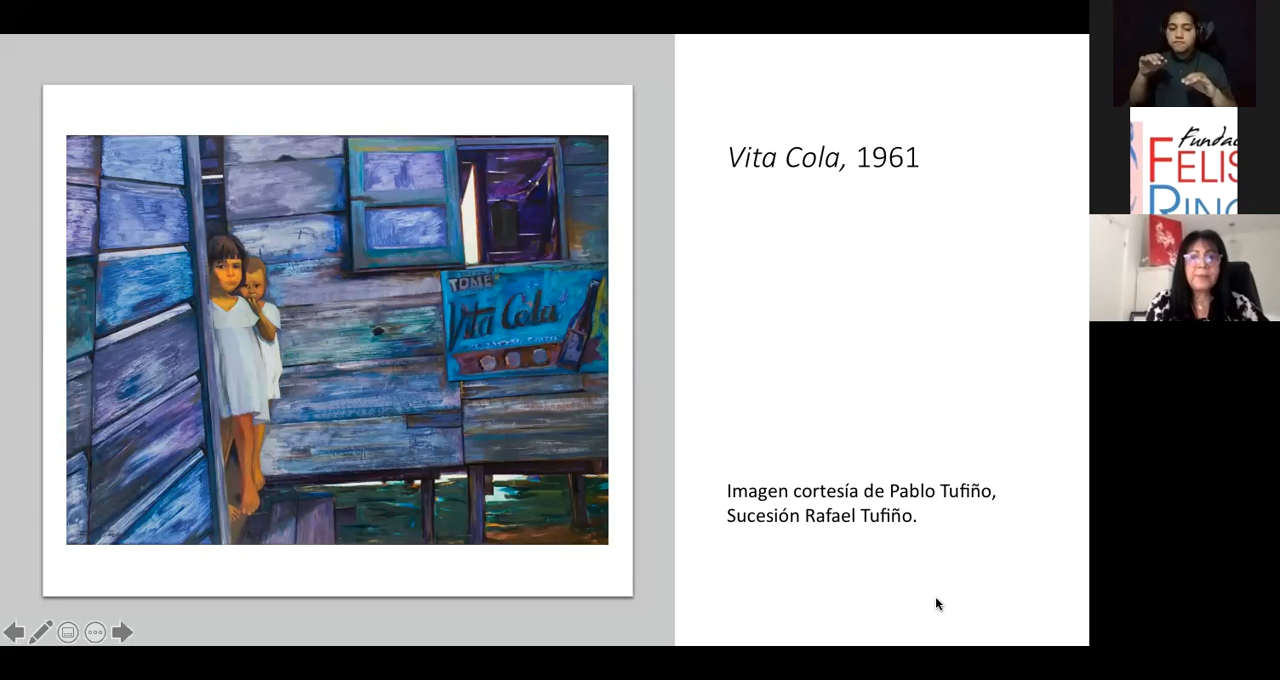 Vita Cola, 1961
Imagen cortesía de Pablo Tufiño,
Sucesión Rafael Tufiño.
TOME
Vita Cola
Fundac
FELIS
RINC